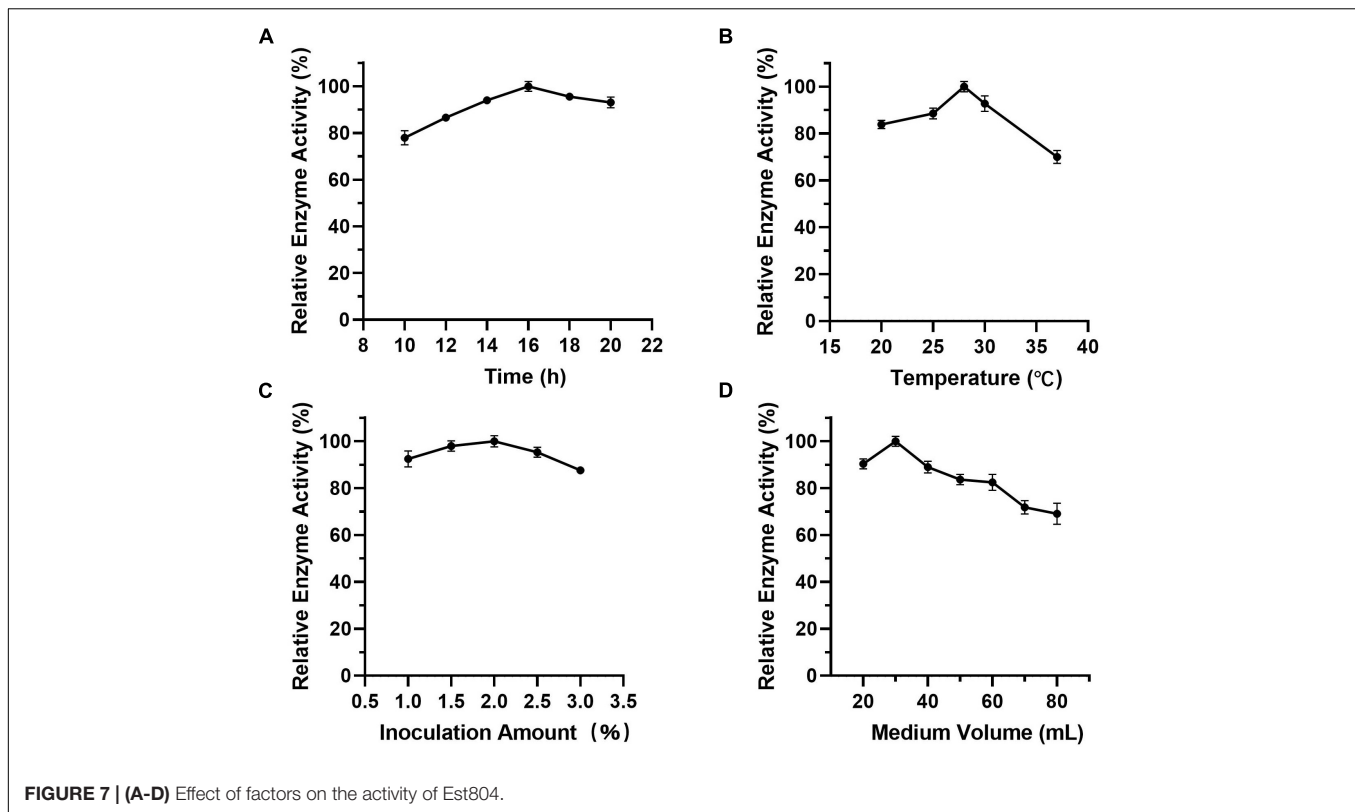 A
Relative Enzyme Activity (%)
100
80
60
40
20
0
8 10 12 14 16 18 20 22
Time (h)
B
Relative Enzyme Activity (%)
100
80
60
40
20
0
15 20 25 30 35 40
Temperature (℃)
C
Relative Enzyme Activity (%)
100
80
60
40
20
0
0.5 1.0 1.5 2.0 2.5 3.0 3.5
Inoculation Amount (%)
D
Relative Enzyme Activity (%)
100
80
60
40
20
0
20 40 60 80
Medium Volume (mL)
FIGURE 7 | (A-D) Effect of factors on the activity of Est804.